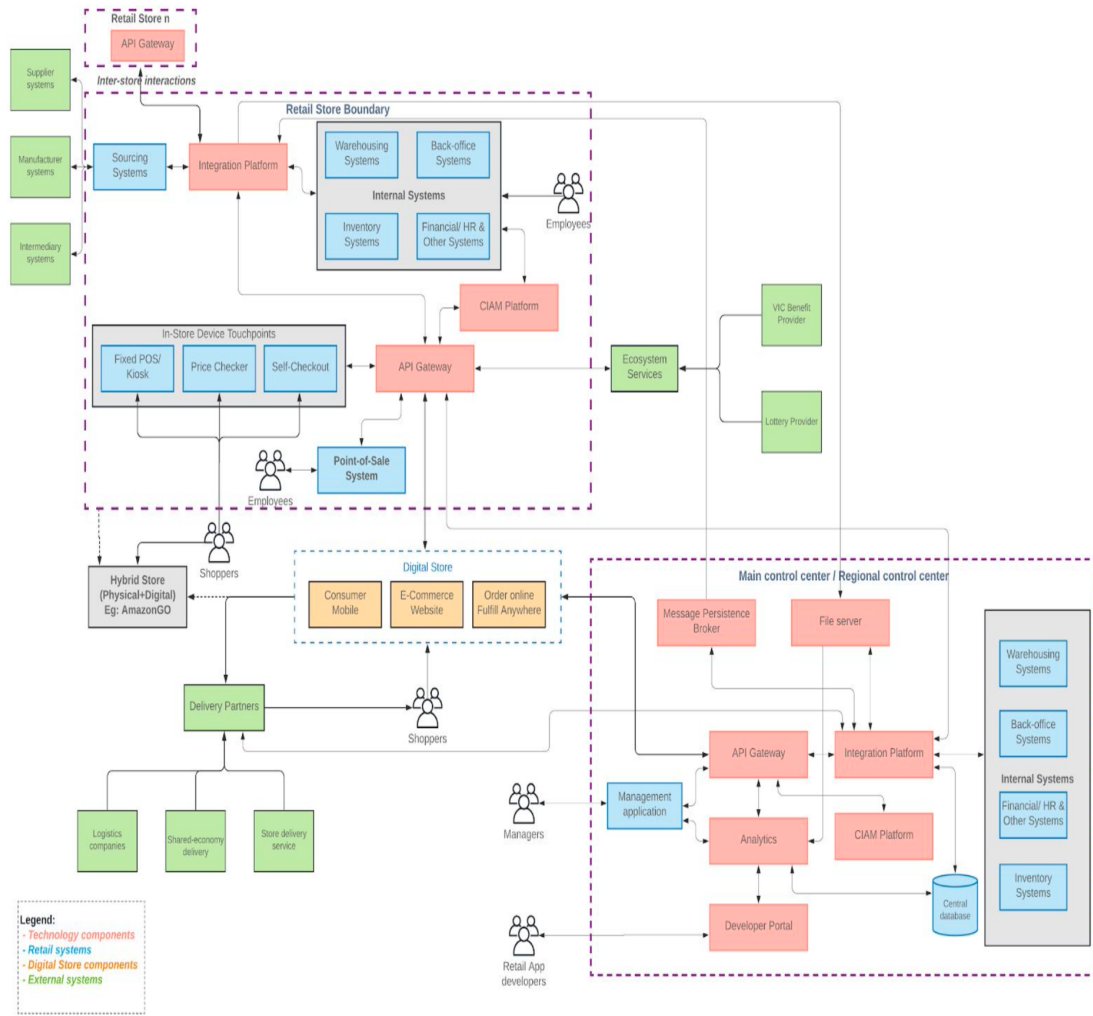 Retail Store n
API Gateway
Inter-store interactions
Supplier
systems
Manufacturer
systems
Intermediary
systems
Retail Store Boundary
Sourcing
Systems
Integration Platform
Warehousing
Systems
Back-office
Systems
Internal Systems
Inventory
Systems
Financial/ HR &
Other Systems
Employees
CIAM Platform
In-Store Device Touchpoints
Fixed POS/
Kiosk
Price Checker
Self-Checkout
API Gateway
Ecosystem
Services
VIC Benefit
Provider
Lottery Provider
Point-of-Sale
System
Employees
Shoppers
Hybrid Store
(Physical+Digital)
Eg: AmazonGO
Digital Store
Consumer
Mobile
E-Commerce
Website
Order online
Fulfill Anywhere
Delivery Partners
Shoppers
Logistics
companies
Shared-economy
delivery
Store delivery
service
Main control center / Regional control center
Message Persistence
Broker
File server
API Gateway
Integration Platform
Managers
Management
application
Analytics
CIAM Platform
Retail App
developers
Developer Portal
Central
database
Warehousing
Systems
Back-office
Systems
Internal Systems
Financial/ HR &
Other Systems
Inventory
Systems
Legend:
- Technology components
- Retail systems
- Digital Store components
- External systems